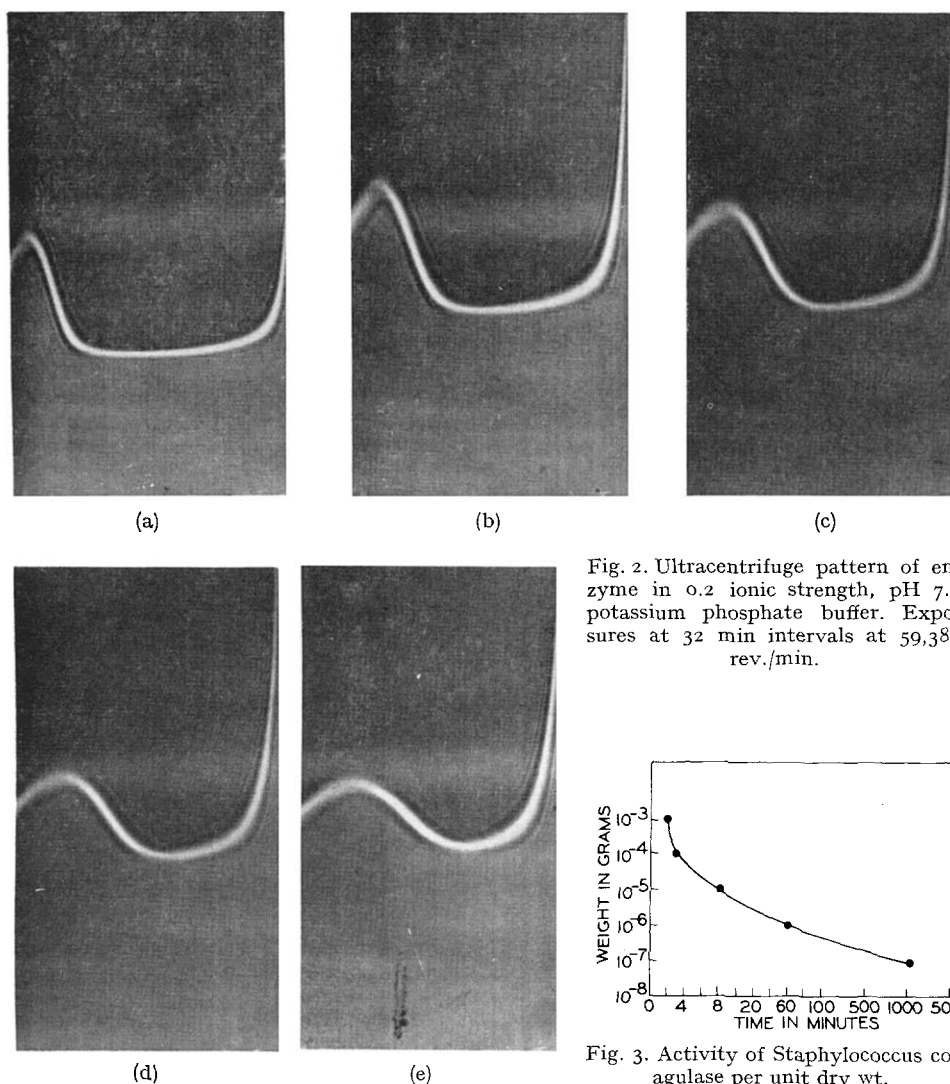 (a)
(b)
(c)
Fig. 2. Ultracentrifuge pattern of en-
zyme in 0.2 ionic strength, pH 7.
potassium phosphate buffer. Expo-
sures at 32 min intervals at 59,38
rev./min.
(d)
(e)
WEIGHT IN GRAMS
10-3
10-4
10-5
10-6
10-7
10-8
0 4 8 20 60 100 500 1000 50
TIME IN MINUTES
Fig. 3. Activity of Staphylococcus co-
agulase per unit dry wt.